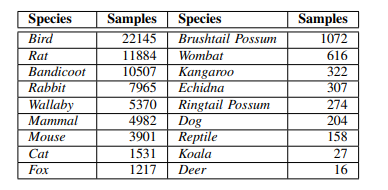 Species Samples Species Samples
Bird 22145 Brushtail Possum 1072
Rat 11884 Wombat 616
Bandicoot 10507 Kangaroo 322
Rabbit 7965 Echidna 307
Wallaby 5370 Ringtail Possum 274
Mammal 4982 Dog 204
Mouse 3901 Reptile 158
Cat 1531 Koala 27
Fox 1217 Deer 16